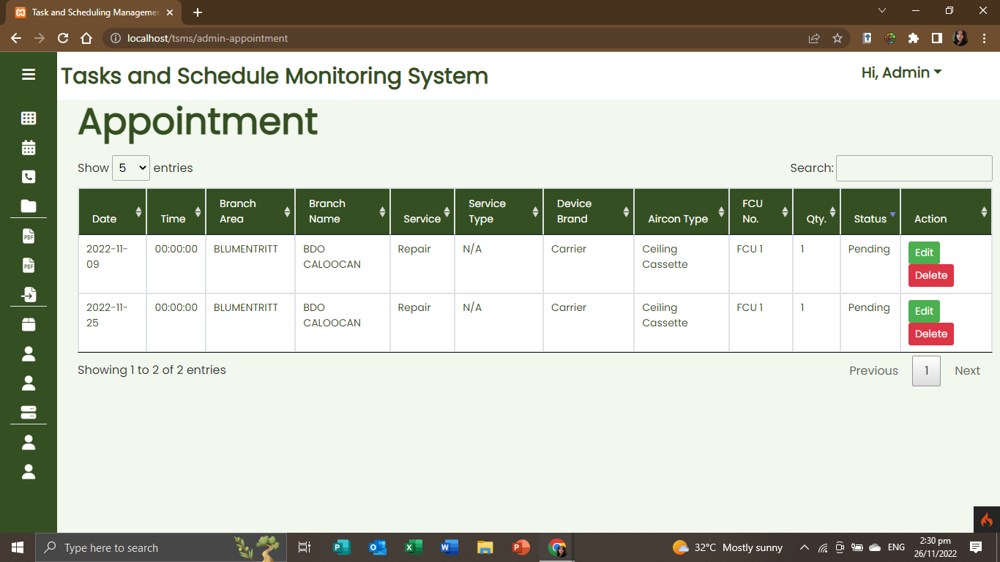 Task and Scheduling Managemen
localhost/tsms/admin-appointment
Tasks and Schedule Monitoring System
Hi, Admin
Appointment
Show 5 entries
Search:
Date Time Branch Area Branch Name Service Service Type Device Brand Aircon Type FCU No. Qty. Status Action
2022-11-09 00:00:00 BLUMENTRITT BDO CALOOCAN Repair N/A Carrier Ceiling Cassette FCU 1 1 Pending Edit
Delete
2022-11-25 00:00:00 BLUMENTRITT BDO CALOOCAN Repair N/A Carrier Ceiling Cassette FCU 1 1 Pending Edit
Delete
Showing 1 to 2 of 2 entries
Previous 1 Next
PDF
PDF
Type here to search
32°C Mostly sunny
ENG
2:30 pm
26/11/2022